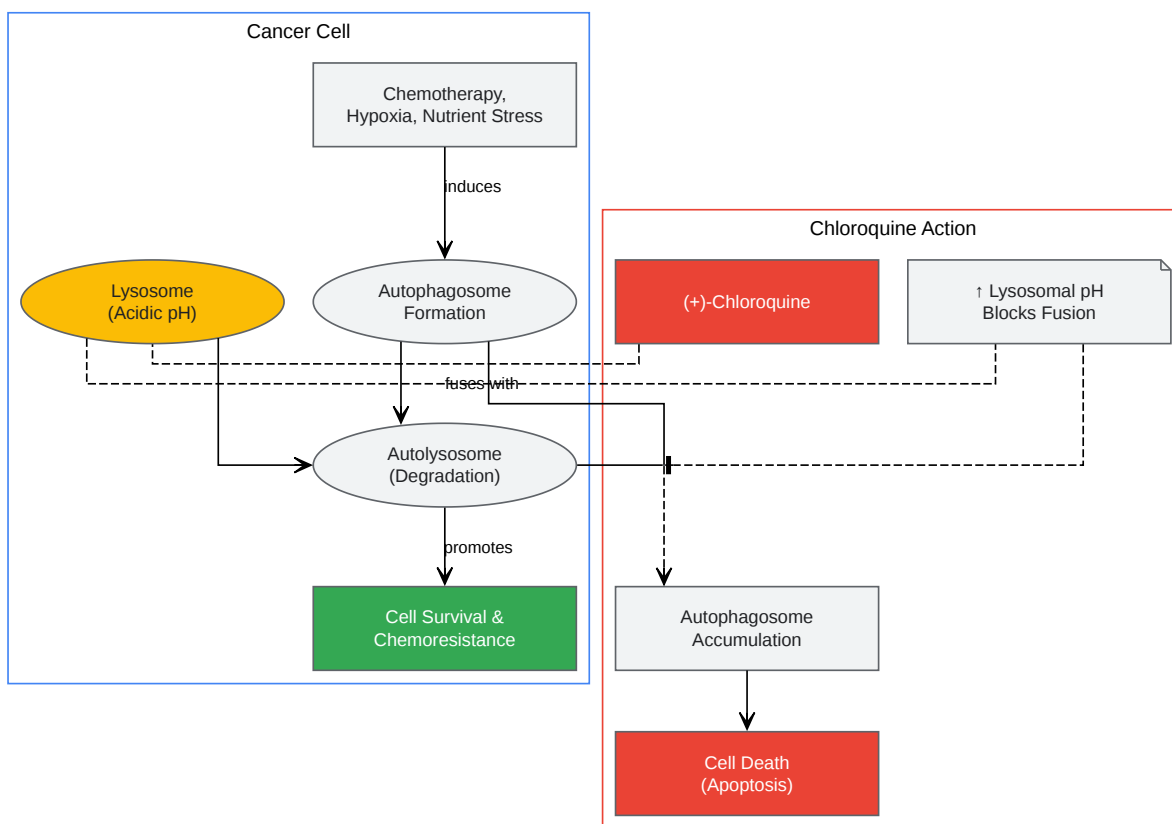 Cancer Cell
Chemotherapy,
Hypoxia, Nutrient Stress
induces
Chloroquine Action
Lysosome
(Acidic pH)
Autophagosome
Formation
(+)-Chloroquine
↑ Lysosomal pH
Blocks Fusion
fuses with
Autolysosome
(Degradation)
promotes
Cell Survival &
Chemoresistance
Autophagosome
Accumulation
Cell Death
(Apoptosis)